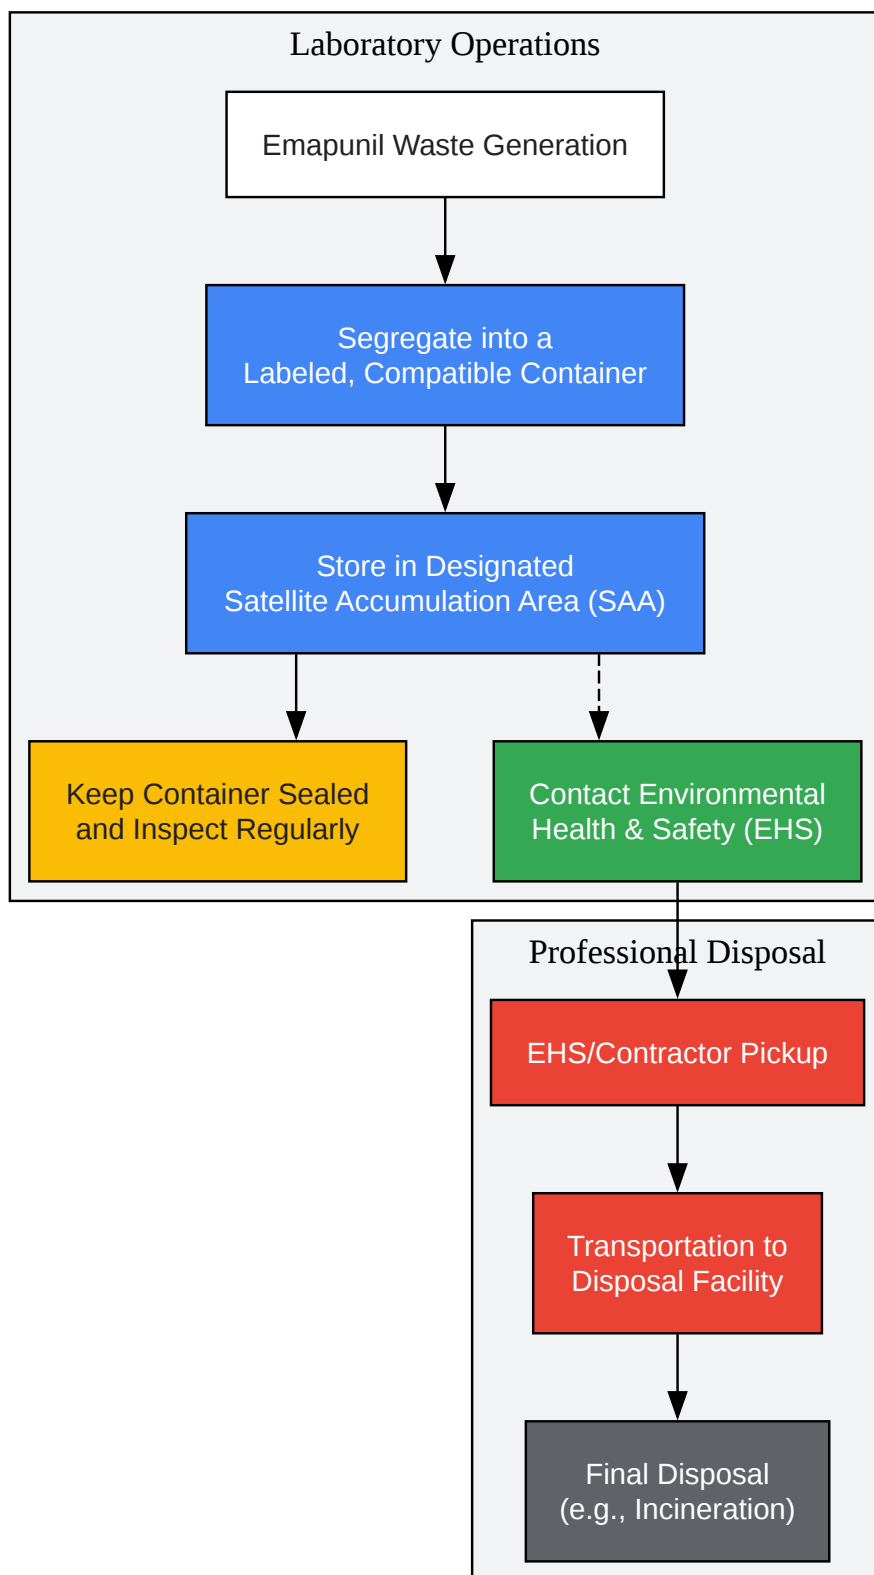 Laboratory Operations
Emapunil Waste Generation
Segregate into a
Labeled, Compatible Container
Store in Designated
Satellite Accumulation Area (SAA)
Keep Container Sealed
and Inspect Regularly
Contact Environmental
Health & Safety (EHS)
Professional Disposal
EHS/Contractor Pickup
Transportation to
Disposal Facility
Final Disposal
(e.g., Incineration)